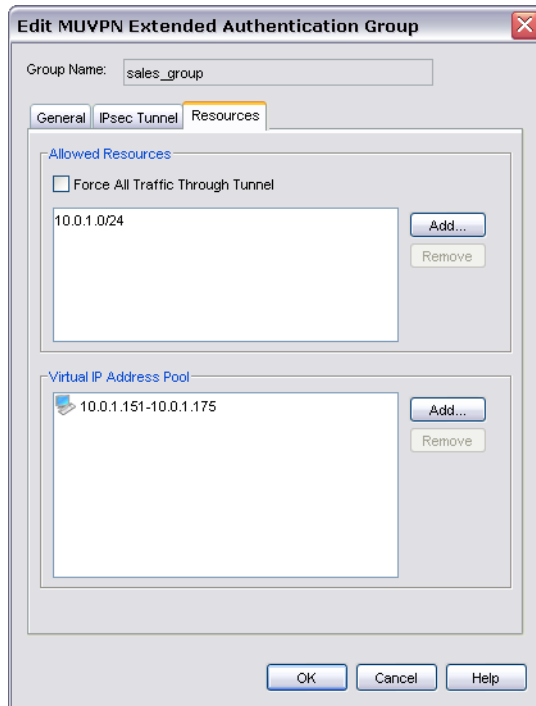 Edit MUVPN Extended Authentication Group
Group Name: sales_group
General IPsec Tunnel Resources
Allowed Resources
Force All Traffic Through Tunnel
10.0.1.0/24
Add...
Remove
Virtual IP Address Pool
10.0.1.151-10.0.1.175
Add...
Remove
OK Cancel Help